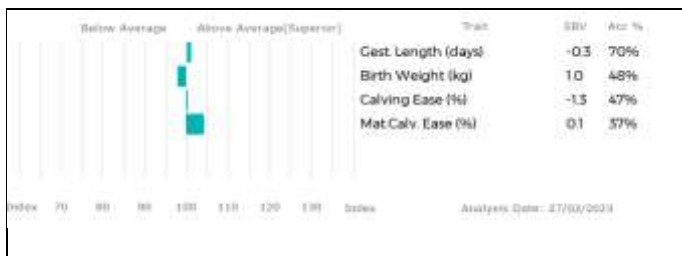 Below Average Above Average(Superior) Trait EBV Acc %
Gest. Length (days) -0.3 70%
Birth Weight (kg) 1.0 48%
Calving Ease (%) -1.3 47%
Mat.Calv. Ease (%) 0.1 37%
Index 70 80 90 100 110 120 130 Index Analysis Date: 27/02/2023